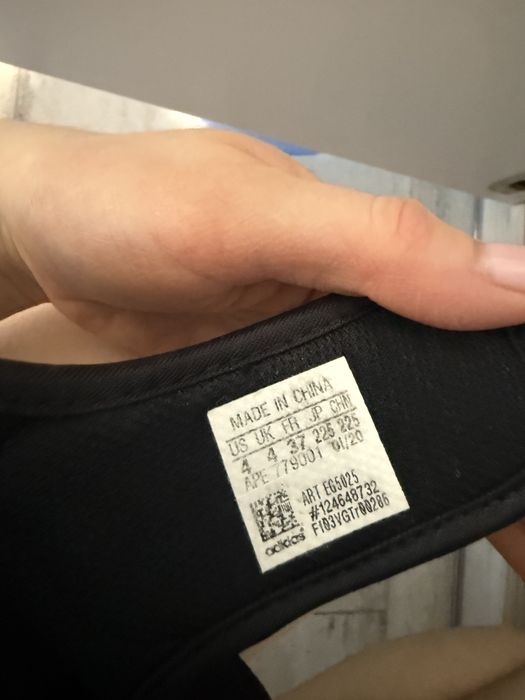 MADE IN CHINA
US UK FR JP CHN
4 4 37 225 225
APE 779001 01/20
ART EG5025
#124648732
F103VGTr00286
adidas